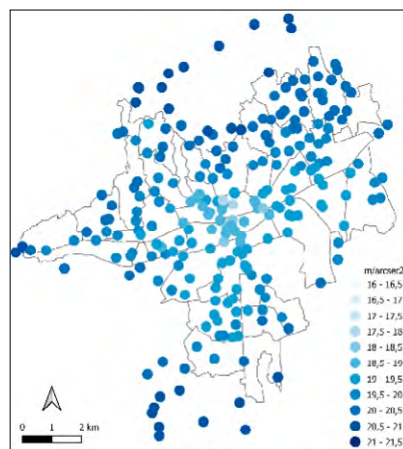 m/arcsec2
16 - 16,5
16,5 - 17
17 - 17,5
17,5 - 18
18 - 18,5
18,5 - 19
19 - 19,5
19,5 - 20
20 - 20,5
20,5 - 21
21 - 21,5
0 1 2 km